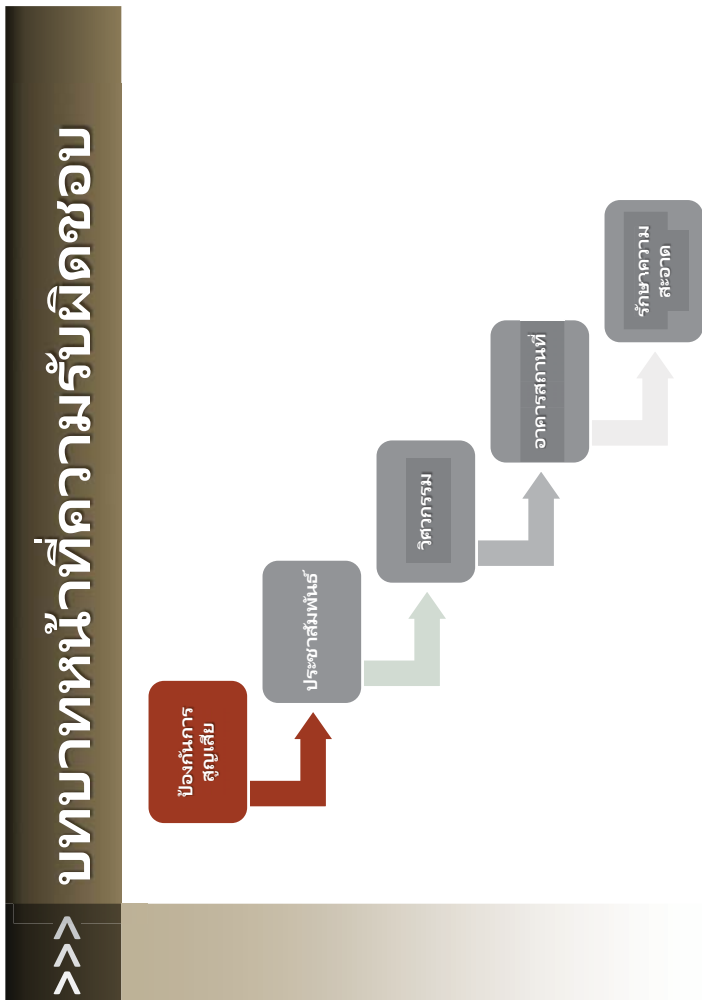 >>> บทบาทหน้าที่ความรับผิดชอบ
ป้องกันการ
สูญเสีย
ประชาสัมพันธ์
วิศวกรรม
อาคารสถานที่
รักษาความ
สะอาด